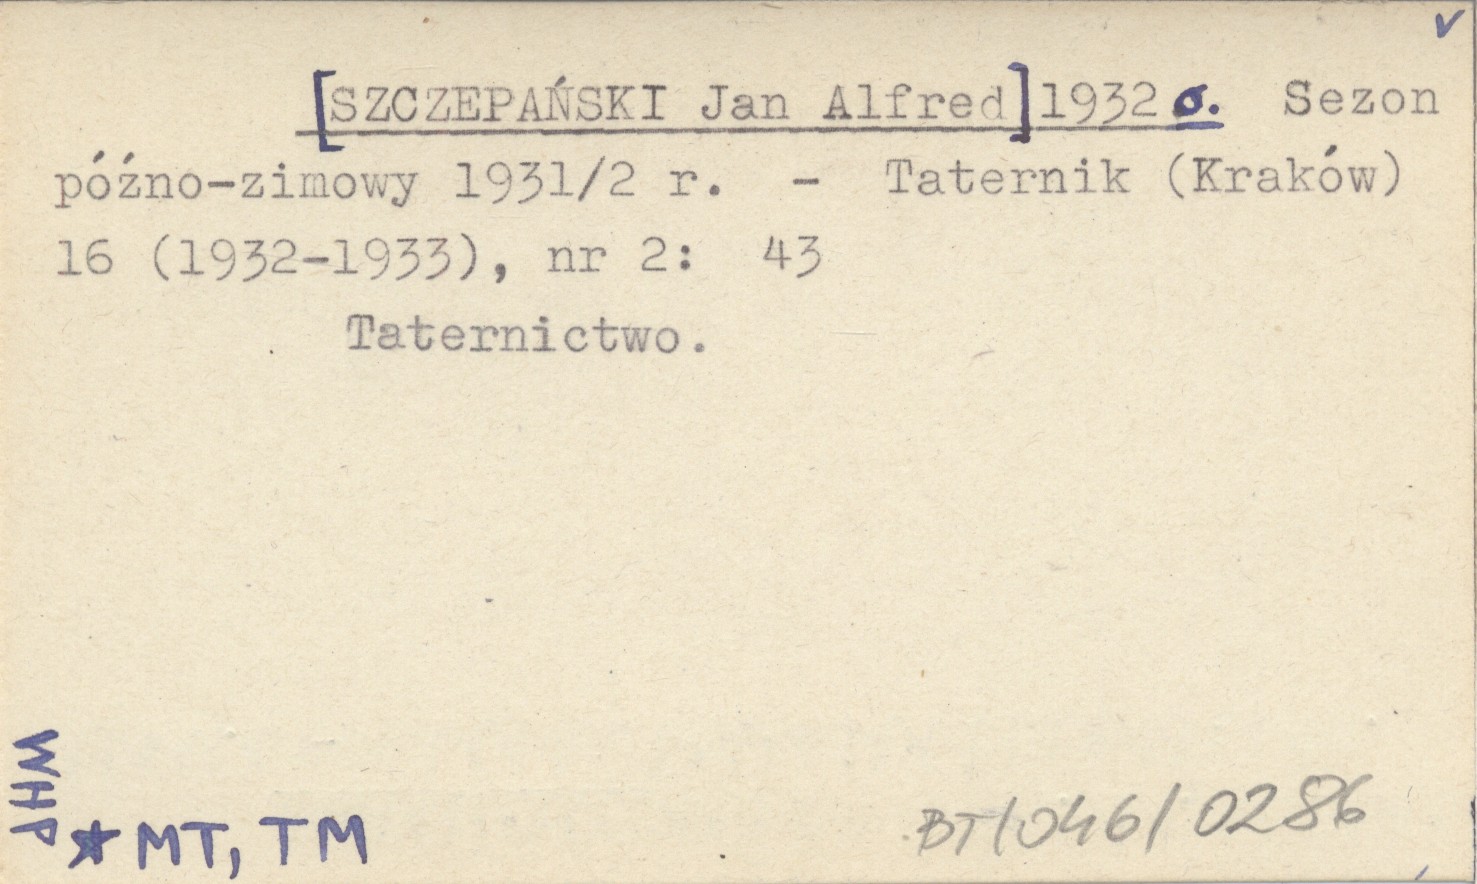 v
[SZCZEPAŃSKI Jan Alfred] 1932 o. Sezon
późno-zimowy 1931/2 r. - Taternik (Kraków)
16 (1932-1933), nr 2: 43
Taternictwo.
WHP
★ MT, TM
BT/046/0286